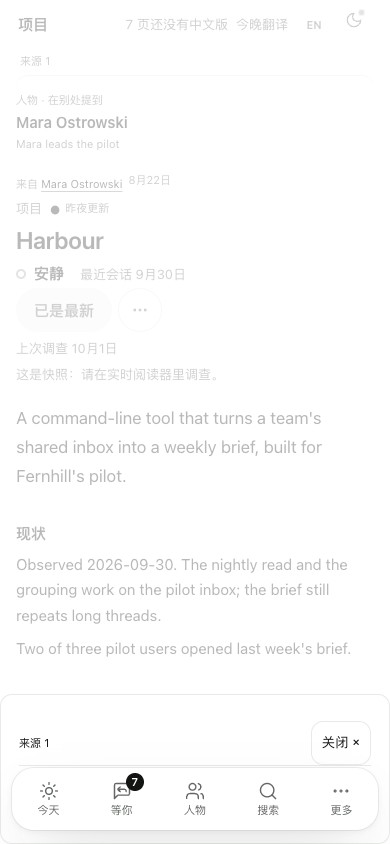 项目 7 页还没有中文版 今晚翻译 EN
来源 1
人物 · 在别处提到
Mara Ostrowski
Mara leads the pilot
来自 Mara Ostrowski 8月22日
项目 昨夜更新
Harbour
安静 最近会话 9月30日
已是最新 ···
上次调查 10月1日
这是快照：请在实时阅读器里调查。
A command-line tool that turns a team's
shared inbox into a weekly brief, built for
Fernhill's pilot.
现状
Observed 2026-09-30. The nightly read and the
grouping work on the pilot inbox; the brief still
repeats long threads.
Two of three pilot users opened last week's brief.
来源 1 关闭 ×
7
今天 等你 人物 搜索 更多